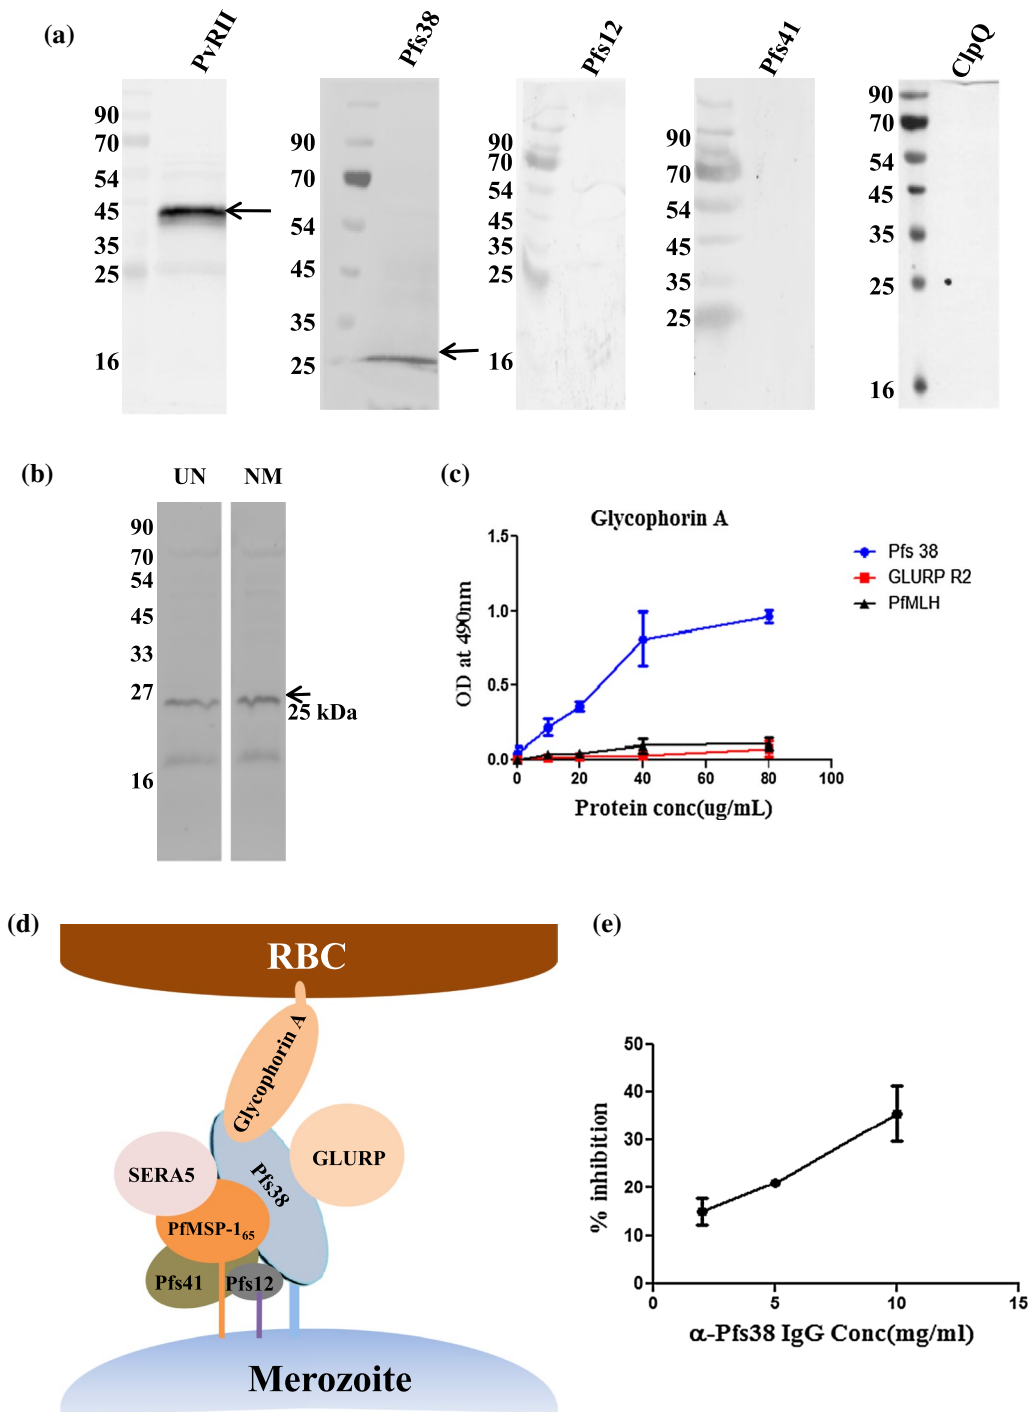 (a)
PvRII
Pfs38
Pfs12
Pfs41
ClpQ
90
70
54
45
35
25
16
90
70
54
45
35
25
90
70
54
45
35
25
16
90
70
54
45
35
25
90
70
54
45
35
25
16
(b)
UN NM
90
70
54
45
33
27
16
25 kDa
(c)
Glycophorin A
1.5
1.0
0.5
0.0
OD at 490nm
0 20 40 60 80 100
Protein conc(ug/mL)
Pfs 38
GLURP R2
PfMLH
(d)
RBC
Glycophorin A
SERA5
Pfs38
GLURP
PfMSP-1₆₅
Pfs41
Pfs12
Merozoite
(e)
50
40
30
20
10
0
% inhibition
0 5 10 15
α-Pfs38 IgG Conc(mg/ml)